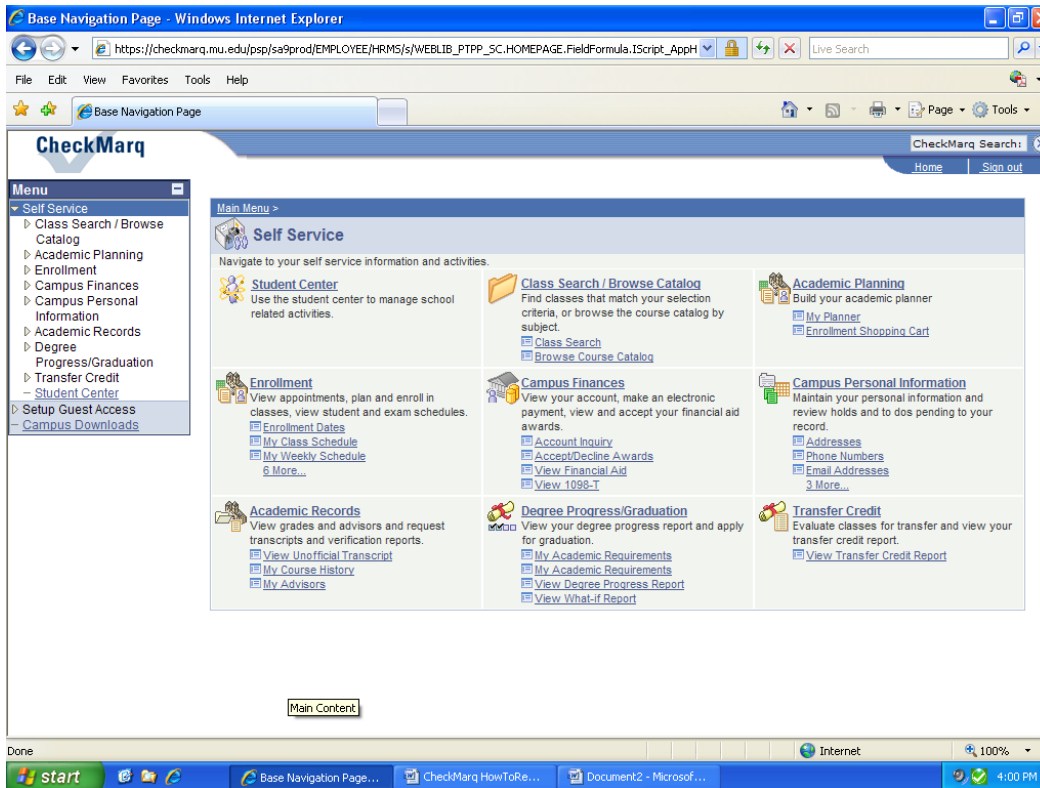 Base Navigation Page - Windows Internet Explorer
https://checkmarq.mu.edu/psp/sa9prod/EMPLOYEE/HRMS/s/WEBLIB_PTPP_SC.HOMEPAGE.FieldFormula.IScript_AppH
Live Search
File Edit View Favorites Tools Help
Base Navigation Page
Page Tools
CheckMarq
CheckMarq Search:
Home Sign out
Menu
Self Service
Class Search / Browse
Catalog
Academic Planning
Enrollment
Campus Finances
Campus Personal
Information
Academic Records
Degree
Progress/Graduation
Transfer Credit
Student Center
Setup Guest Access
Campus Downloads
Main Menu >
Self Service
Navigate to your self service information and activities.
Student Center
Use the student center to manage school
related activities.
Class Search / Browse Catalog
Find classes that match your selection
criteria, or browse the course catalog by
subject.
Class Search
Browse Course Catalog
Academic Planning
Build your academic planner
My Planner
Enrollment Shopping Cart
Enrollment
View appointments, plan and enroll in
classes, view student and exam schedules.
Enrollment Dates
My Class Schedule
My Weekly Schedule
6 More...
Campus Finances
View your account, make an electronic
payment, view and accept your financial aid
awards.
Account Inquiry
Accept/Decline Awards
View Financial Aid
View 1098-T
Campus Personal Information
Maintain your personal information and
review holds and to dos pending to your
record.
Addresses
Phone Numbers
Email Addresses
3 More...
Academic Records
View grades and advisors and request
transcripts and verification reports.
View Unofficial Transcript
My Course History
My Advisors
Degree Progress/Graduation
View your degree progress report and apply
for graduation.
My Academic Requirements
My Academic Requirements
View Degree Progress Report
View What-if Report
Transfer Credit
Evaluate classes for transfer and view your
transfer credit report.
View Transfer Credit Report
Main Content
Done
Internet
100%
start
Base Navigation Page...
CheckMarq HowToRe...
Document2 - Microsof...
4:00 PM